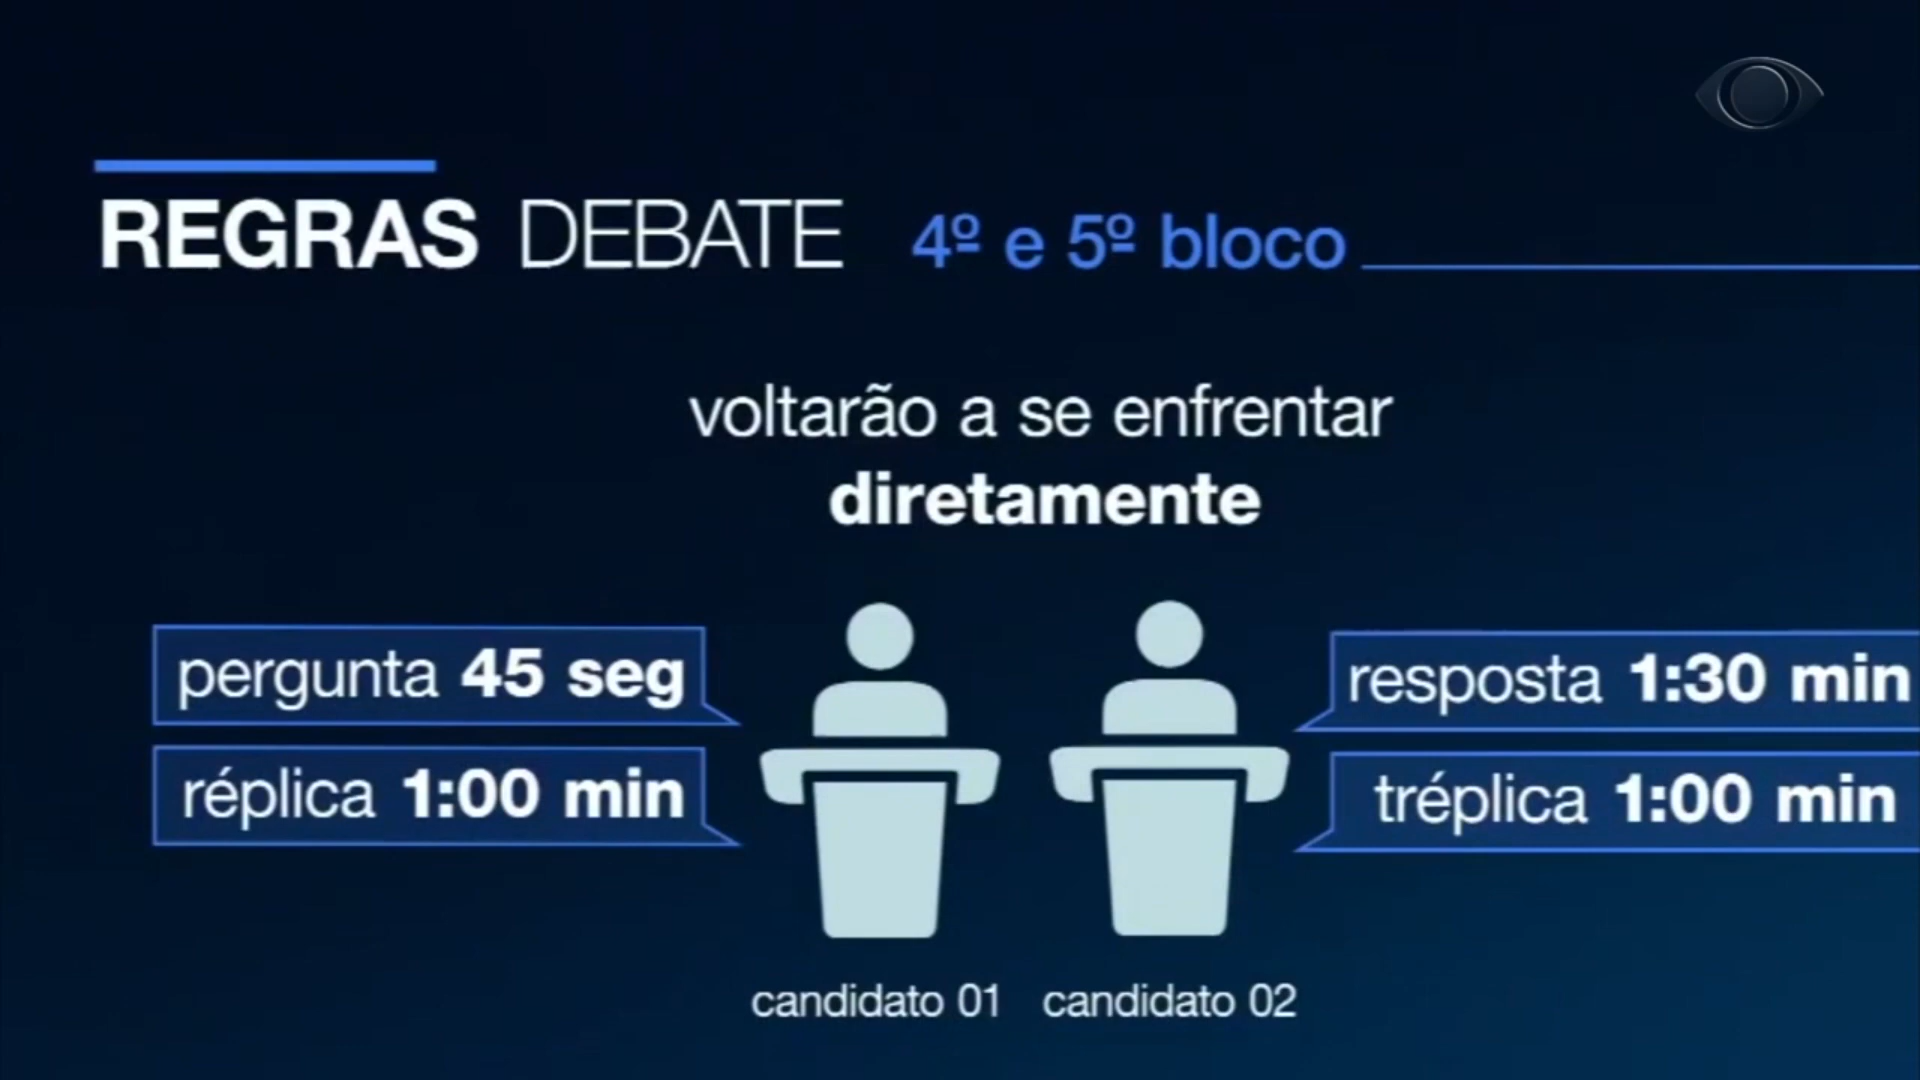 REGRAS DEBATE 4º e 5º bloco
voltarão a se enfrentar
diretamente
pergunta 45 seg
réplica 1:00 min
resposta 1:30 min
tréplica 1:00 min
candidato 01
candidato 02